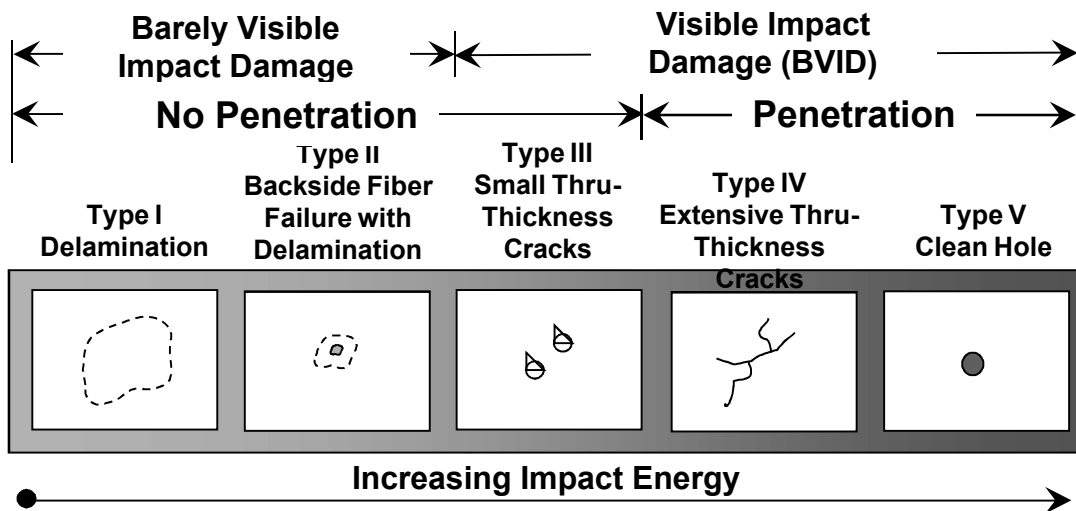 Barely Visible
Impact Damage
Visible Impact
Damage (BVID)
No Penetration
Penetration
Type I
Delamination
Type II
Backside Fiber
Failure with
Delamination
Type III
Small Thru-
Thickness
Cracks
Type IV
Extensive Thru-
Thickness
Cracks
Type V
Clean Hole
Increasing Impact Energy